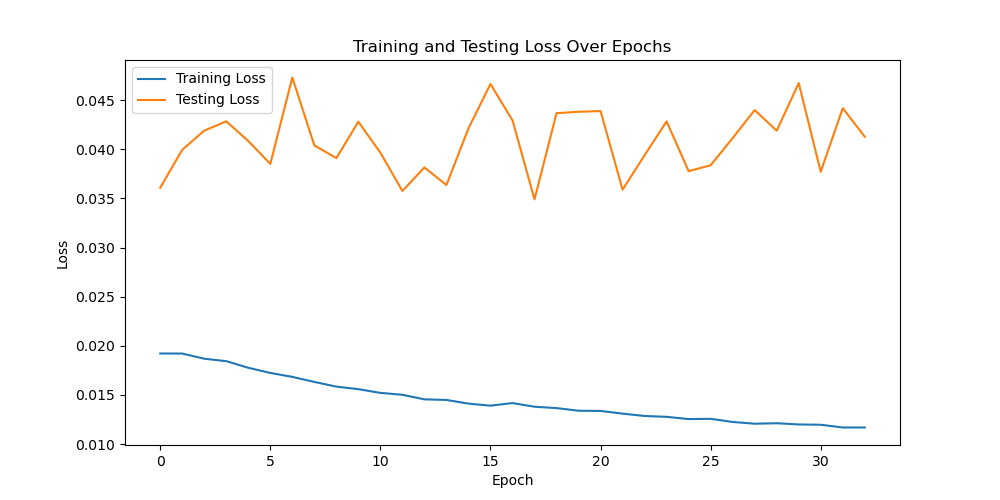 Training and Testing Loss Over Epochs
Training Loss
Testing Loss
0.045
0.040
0.035
0.030
0.025
0.020
0.015
0.010
Loss
0 5 10 15 20 25 30
Epoch